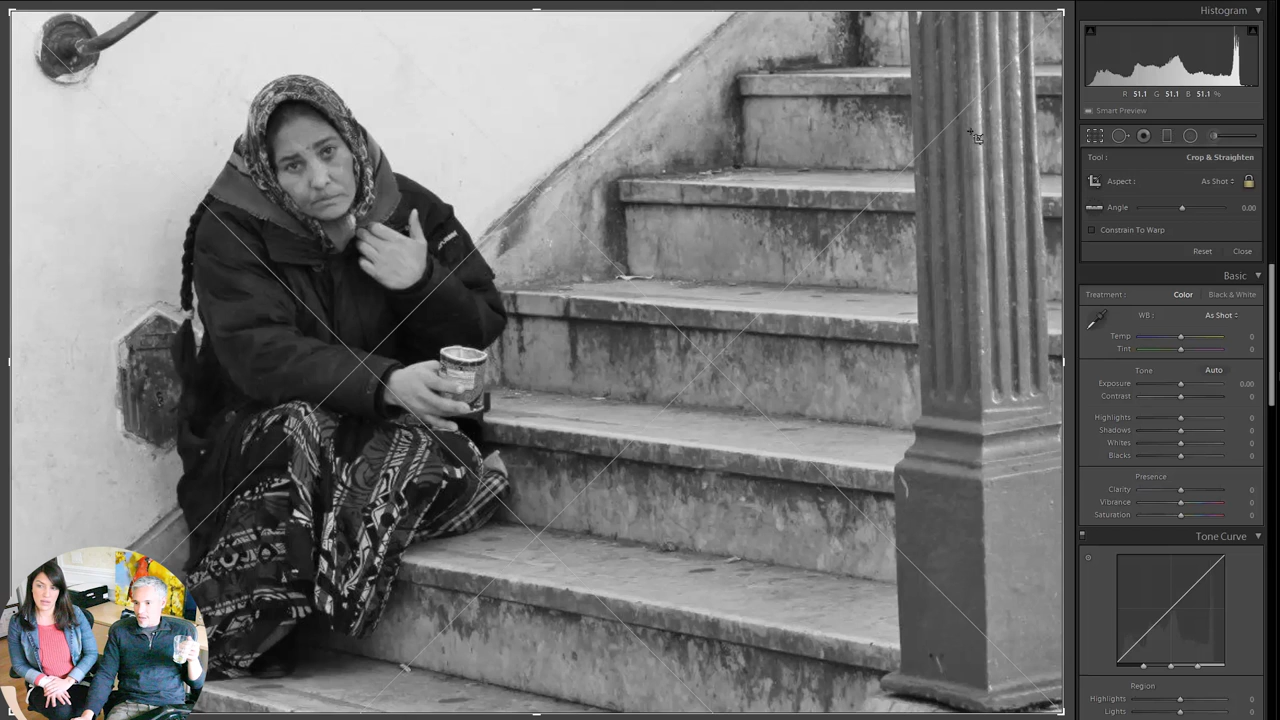 Histogram
R 51.1 G 51.1 B 51.1 %
Smart Preview
Tool : Crop & Straighten
Aspect : As Shot
Angle 0.00
Constrain To Warp
Reset Close
Basic
Treatment : Color Black & White
WB : As Shot
Temp 0
Tint 0
Tone Auto
Exposure 0.00
Contrast 0
Highlights 0
Shadows 0
Whites 0
Blacks 0
Presence
Clarity 0
Vibrance 0
Saturation 0
Tone Curve
Region
Highlights 0
Lights 0